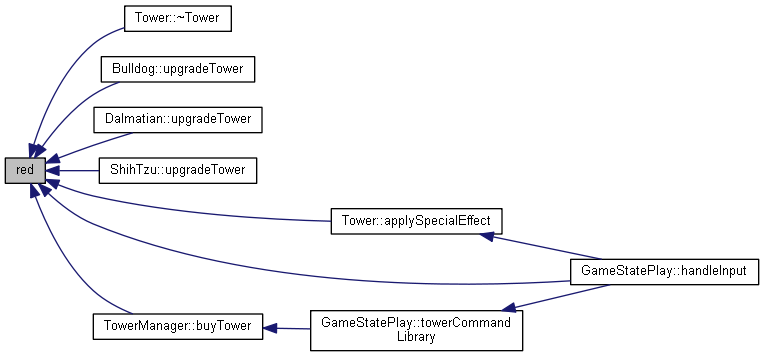 Tower::~Tower
Bulldog::upgradeTower
Dalmatian::upgradeTower
red
ShihTzu::upgradeTower
Tower::applySpecialEffect
GameStatePlay::handleInput
TowerManager::buyTower
GameStatePlay::towerCommand
Library